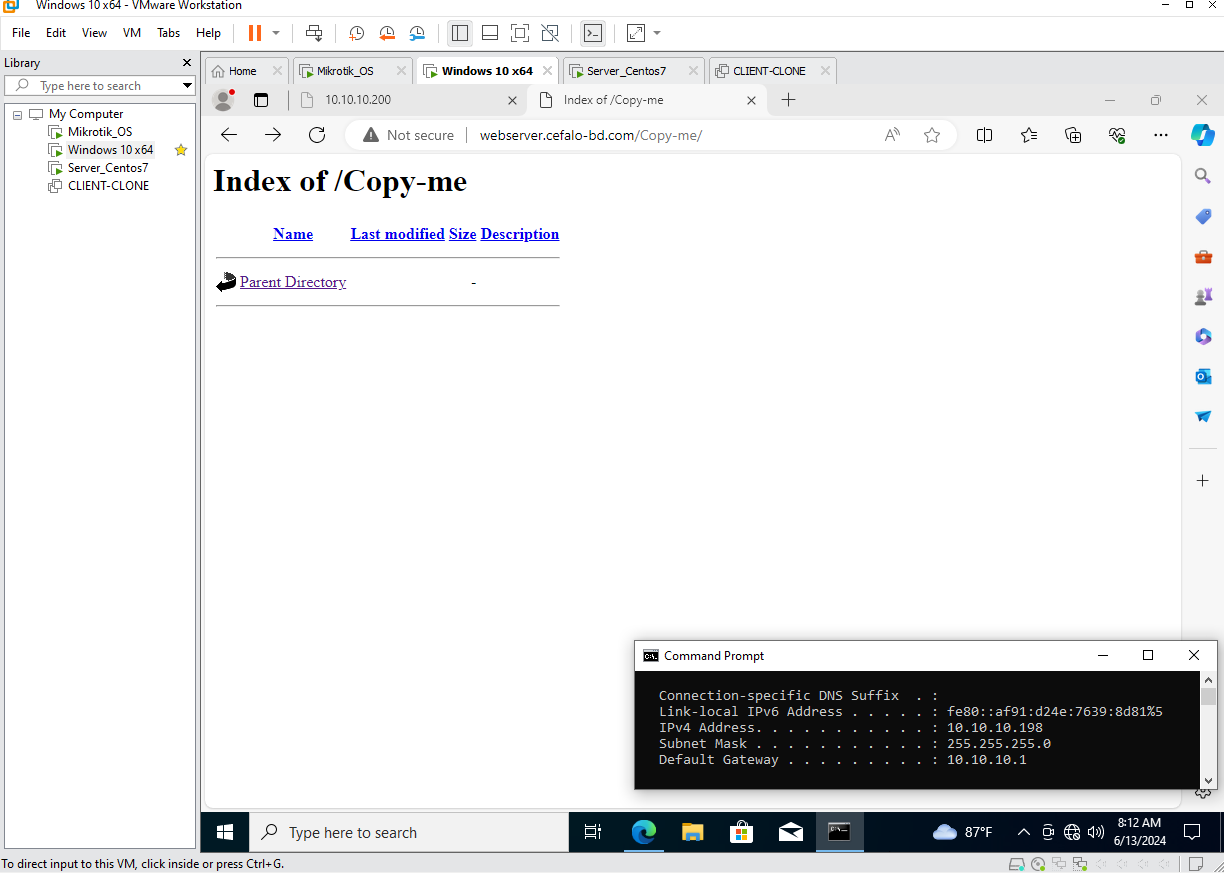 Windows 10 x64 - VMware Workstation
File Edit View VM Tabs Help
Library
Type here to search
My Computer
Mikrotik_OS
Windows 10 x64
Server_Centos7
CLIENT-CLONE
Home Mikrotik_OS Windows 10 x64 Server_Centos7 CLIENT-CLONE
10.10.10.200 Index of /Copy-me
Not secure webserver.cefalo-bd.com/Copy-me/
Index of /Copy-me
Name Last modified Size Description
Parent Directory -
Command Prompt
Connection-specific DNS Suffix . :
Link-local IPv6 Address . . . . . : fe80::af91:d24e:7639:8d81%5
IPv4 Address. . . . . . . . . . . : 10.10.10.198
Subnet Mask . . . . . . . . . . . : 255.255.255.0
Default Gateway . . . . . . . . . : 10.10.10.1
Type here to search
87°F
8:12 AM
6/13/2024
To direct input to this VM, click inside or press Ctrl+G.